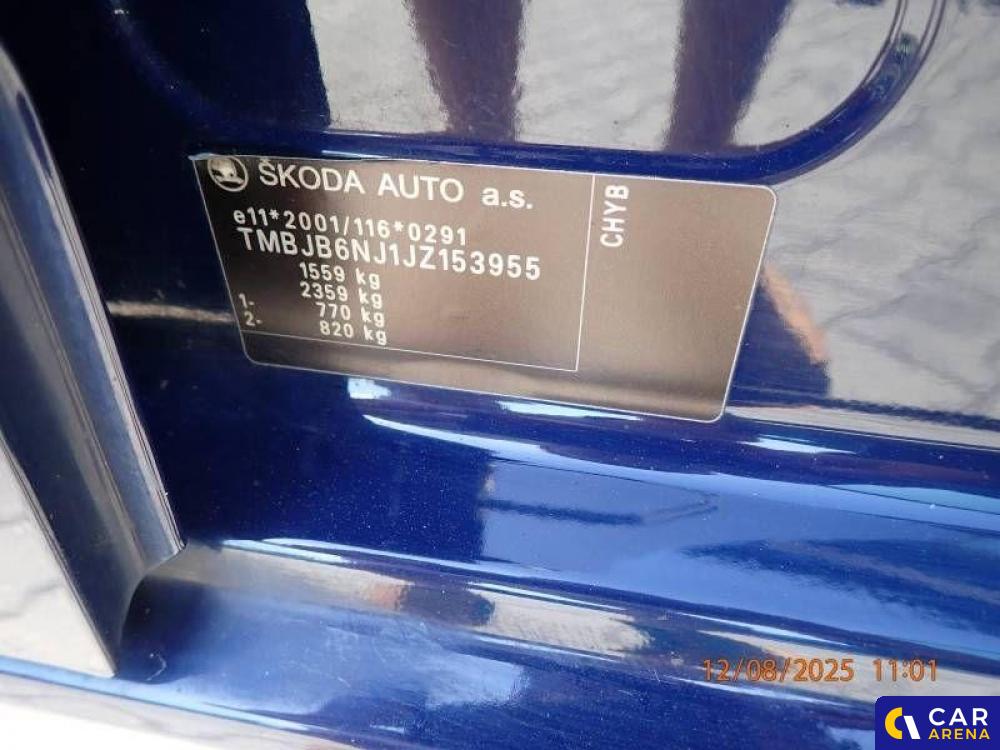 ŠKODA AUTO a.s.
e11*2001/116*0291
TMBJB6NJ1JZ153955
1559 kg
2359 kg
1- 770 kg
2- 820 kg
CHYB
12/08/2025 11:01
CAR
ARENA